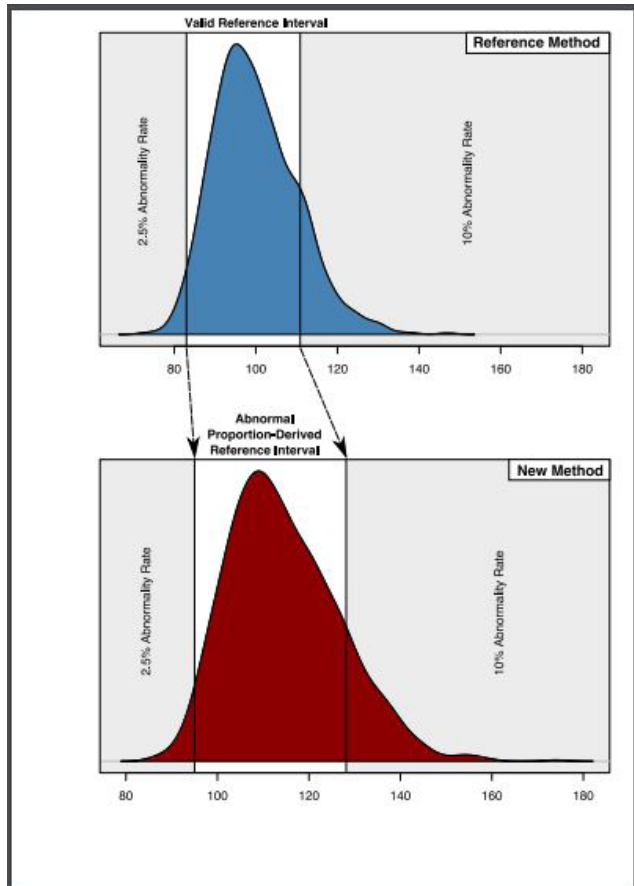 Valid Reference Interval
Reference Method
2.5% Abnormality Rate
10% Abnormality Rate
80 100 120 140 160 180
Abnormal
Proportion-Derived
Reference Interval
New Method
2.5% Abnormality Rate
10% Abnormality Rate
80 100 120 140 160 180